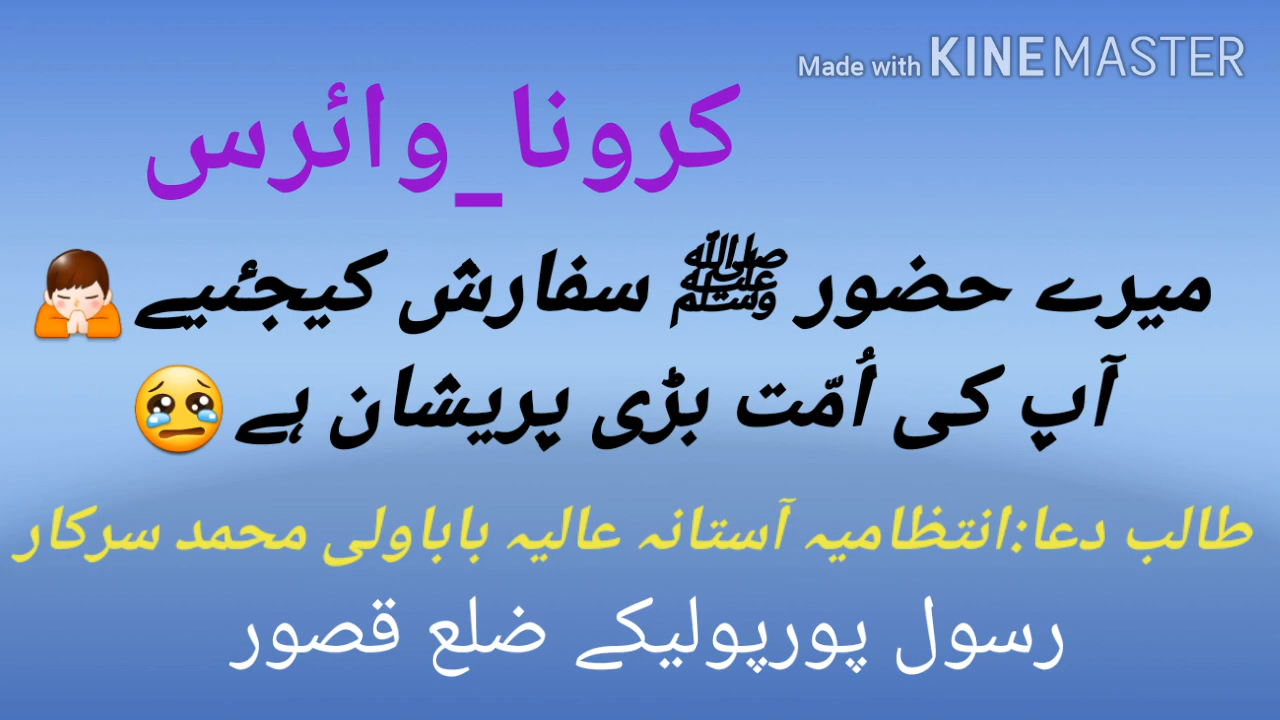 Made with KINEMASTER
کرونا_وائرس
میرے حضور ﷺ سفارش کیجئیے🙏
آپ کی اُمّت بڑی پریشان ہے😢
طالب دعا:انتظامیہ آستانہ عالیہ باباولی محمد سرکار
رسول پورپولیکے ضلع قصور